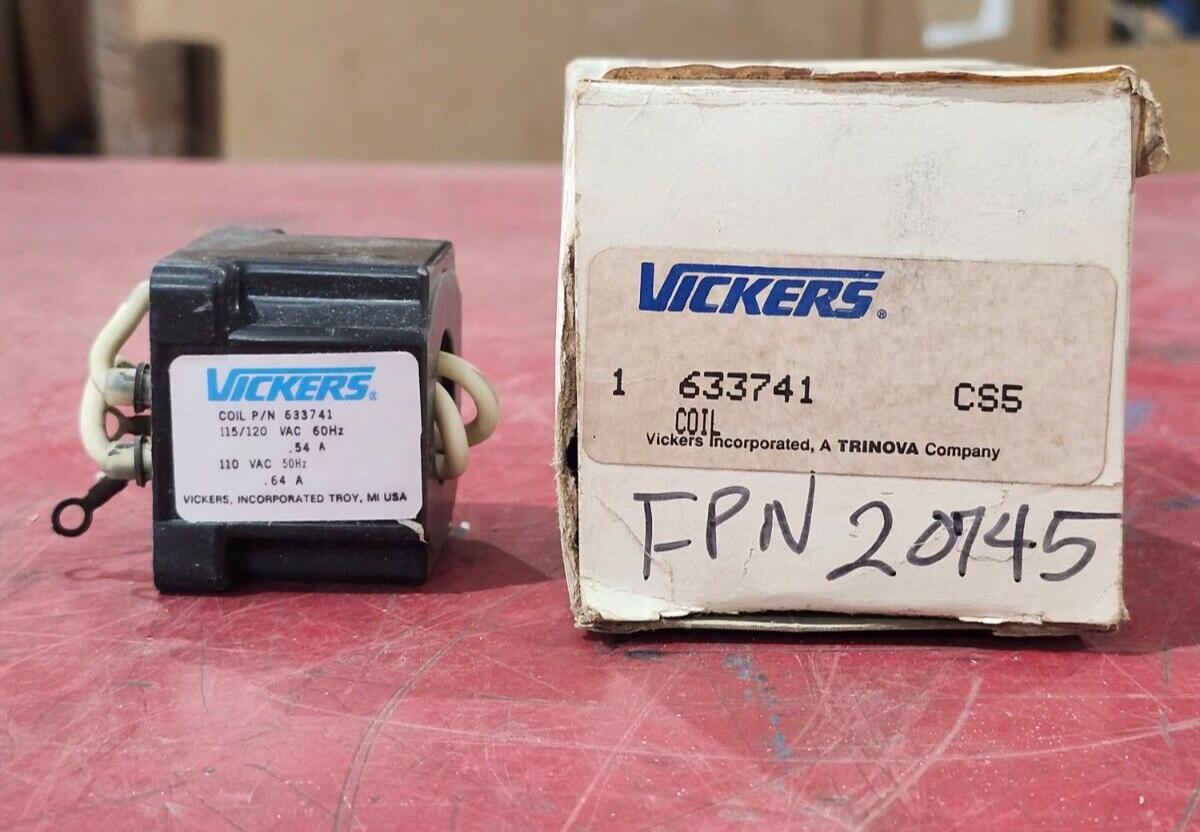 VICKERS®
COIL P/N 633741
115/120 VAC 60Hz
.54 A
110 VAC 50Hz
.64 A
VICKERS, INCORPORATED TROY, MI USA
VICKERS®
1 633741 CS5
COIL
Vickers Incorporated, A TRINOVA Company
FPN 20745